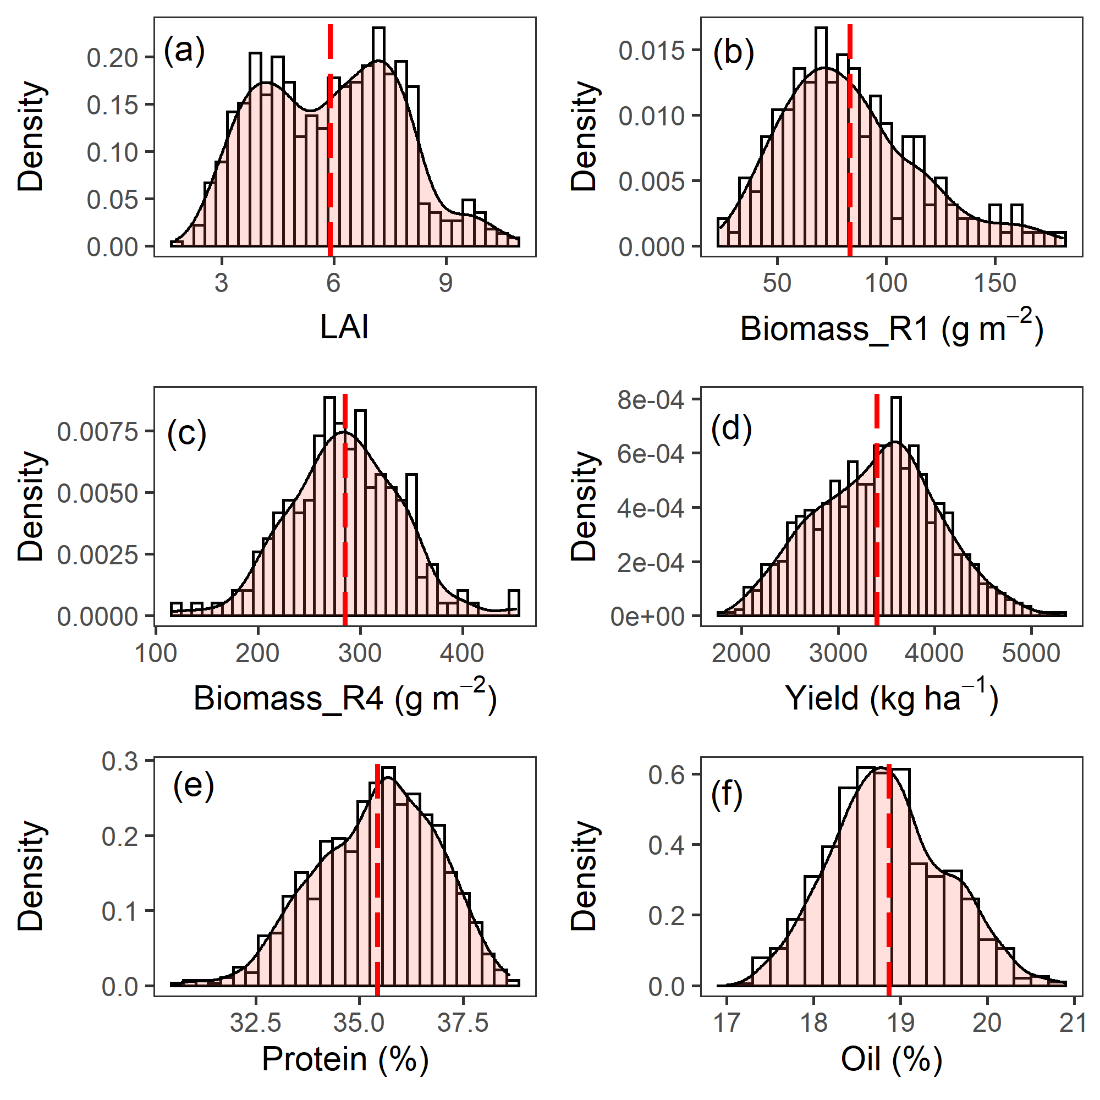 (a)
Density
0.20
0.15
0.10
0.05
0.00
3 6 9
LAI
(b)
Density
0.015
0.010
0.005
0.000
50 100 150
Biomass_R1 (g m⁻²)
(c)
Density
0.0075
0.0050
0.0025
0.0000
100 200 300 400
Biomass_R4 (g m⁻²)
(d)
Density
8e-04
6e-04
4e-04
2e-04
0e+00
2000 3000 4000 5000
Yield (kg ha⁻¹)
(e)
Density
0.3
0.2
0.1
0.0
32.5 35.0 37.5
Protein (%)
(f)
Density
0.6
0.4
0.2
0.0
17 18 19 20 21
Oil (%)